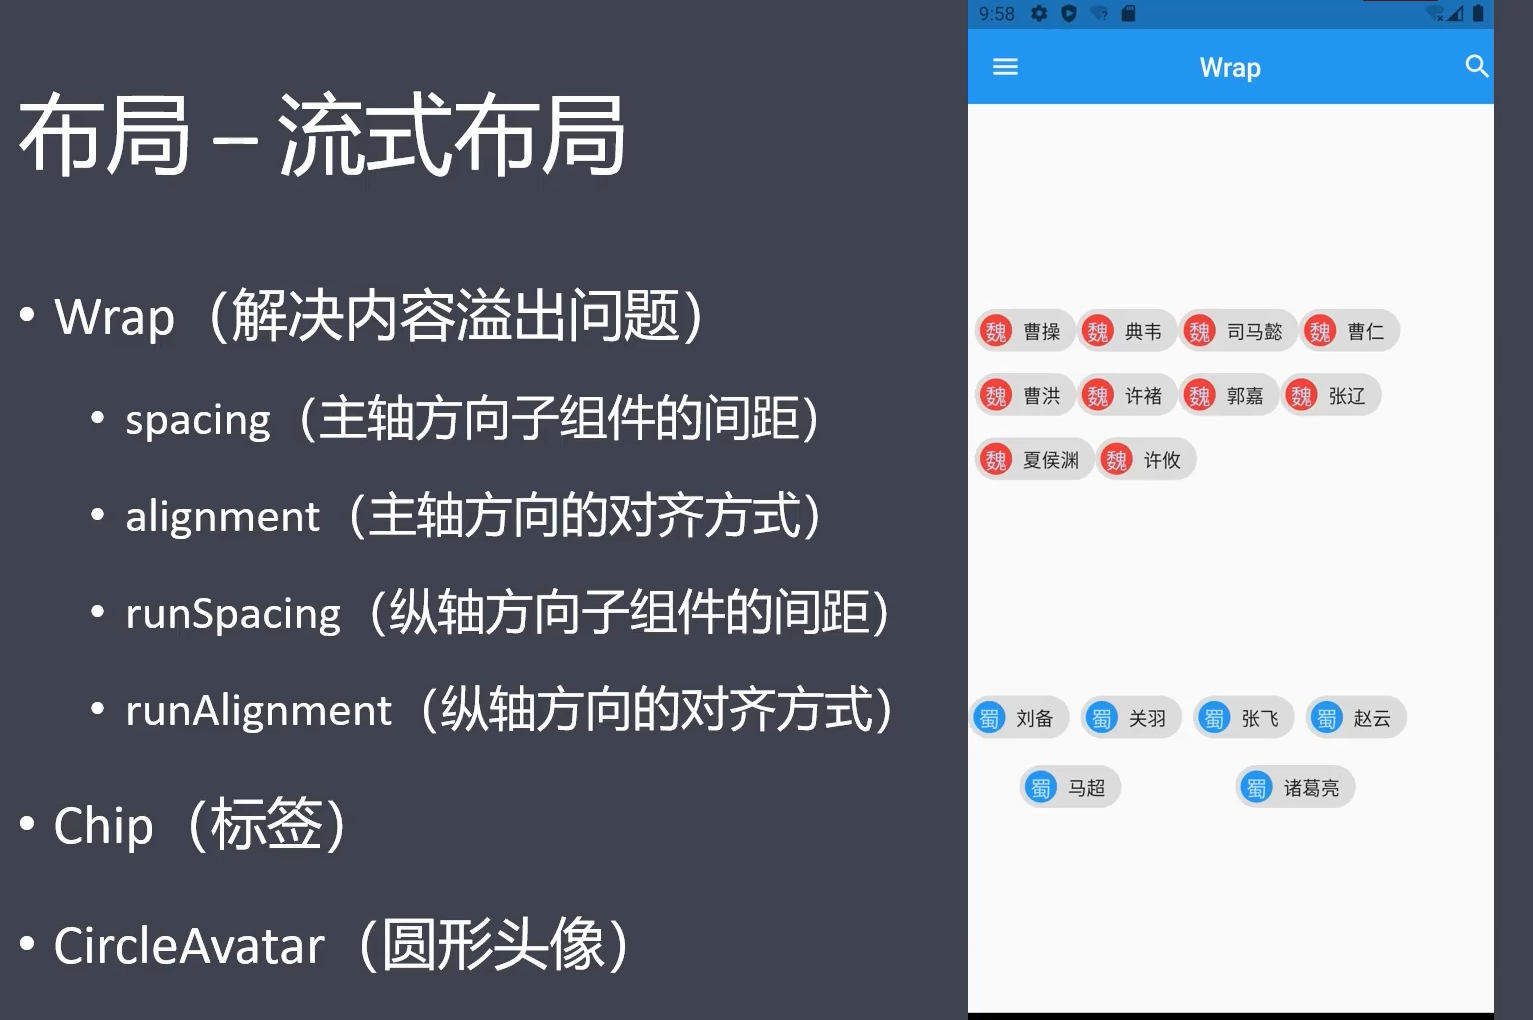 布局 – 流式布局
• Wrap（解决内容溢出问题）
• spacing（主轴方向子组件的间距）
• alignment（主轴方向的对齐方式）
• runSpacing（纵轴方向子组件的间距）
• runAlignment（纵轴方向的对齐方式）
• Chip（标签）
• CircleAvatar（圆形头像）
9:58
Wrap
魏 曹操 魏 典韦 魏 司马懿 魏 曹仁
魏 曹洪 魏 许褚 魏 郭嘉 魏 张辽
魏 夏侯渊 魏 许攸
蜀 刘备 蜀 关羽 蜀 张飞 蜀 赵云
蜀 马超 蜀 诸葛亮